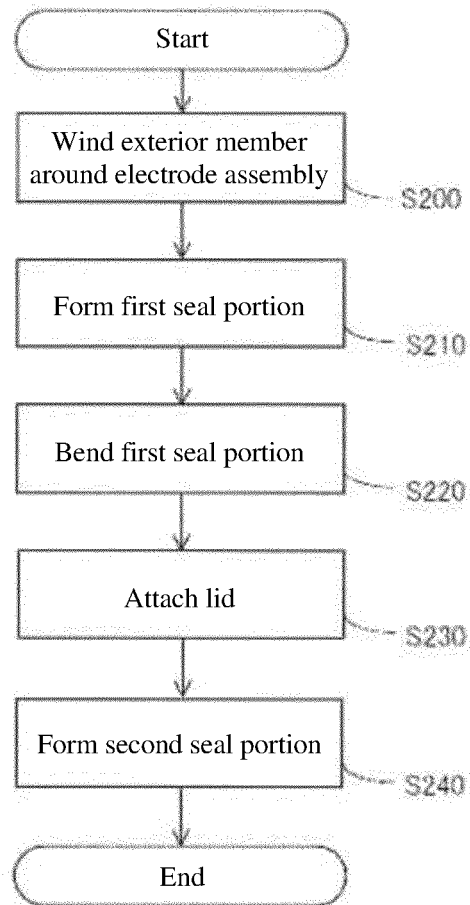 Start
Wind exterior member
around electrode assembly
S200
Form first seal portion
S210
Bend first seal portion
S220
Attach lid
S230
Form second seal portion
S240
End